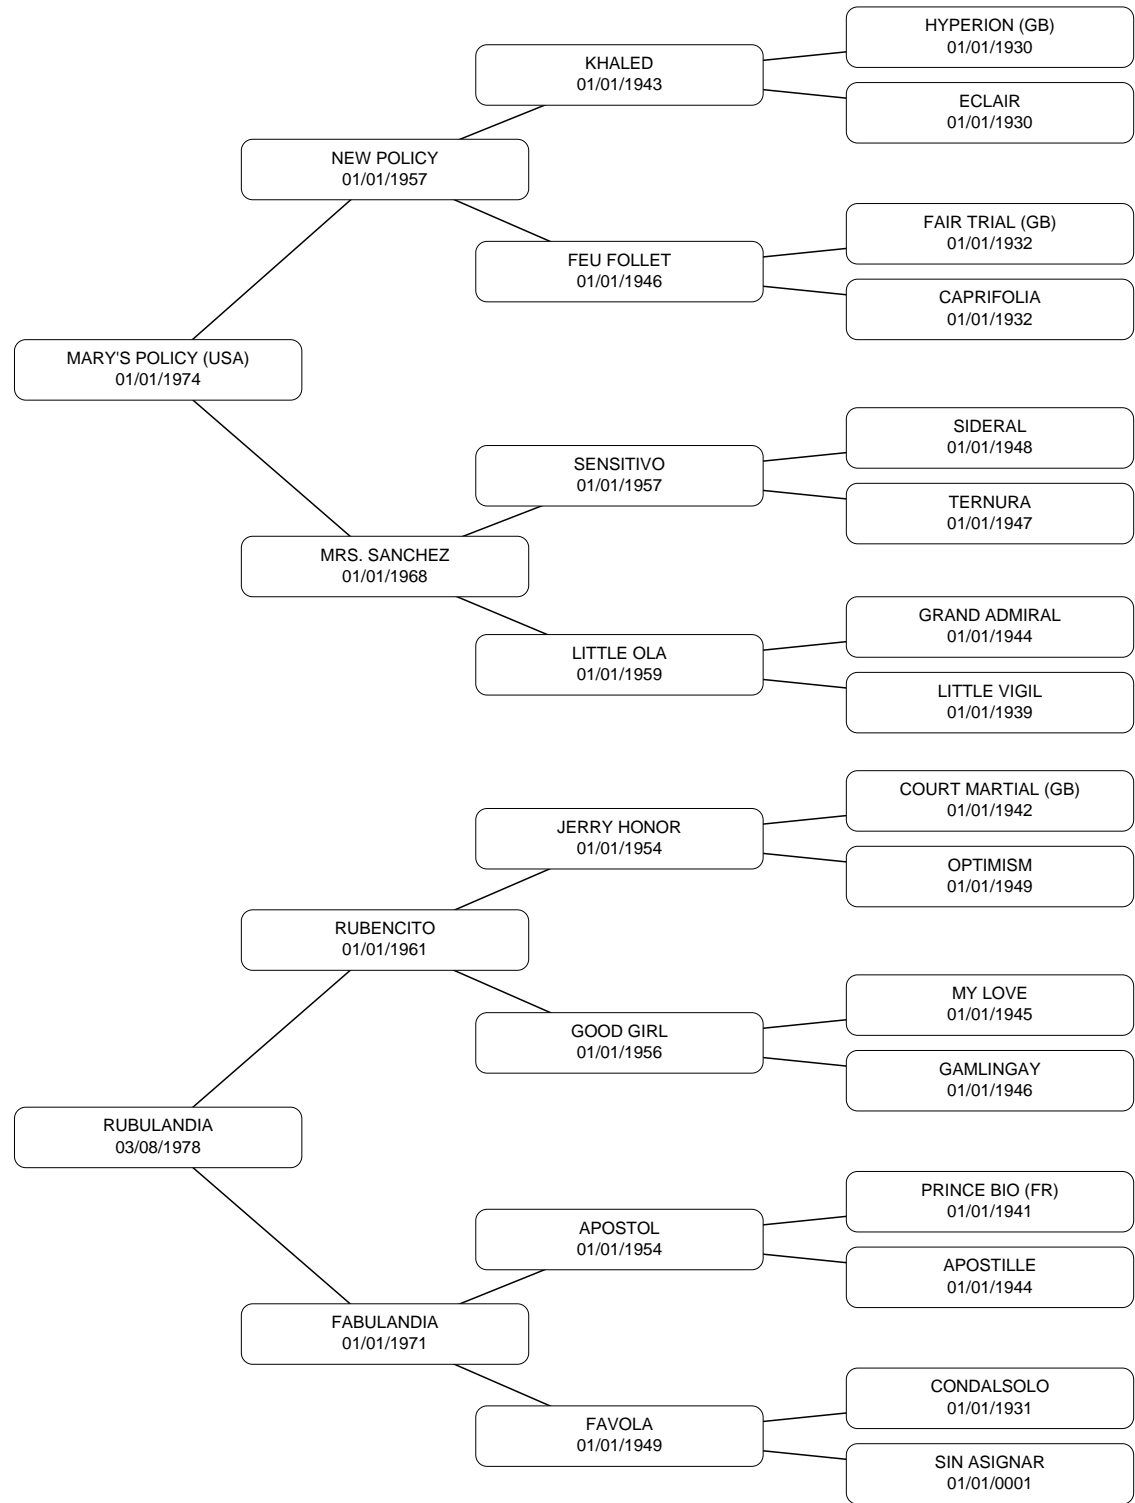 HYPERION (GB)
01/01/1930
KHALED
01/01/1943
ECLAIR
01/01/1930
NEW POLICY
01/01/1957
FAIR TRIAL (GB)
01/01/1932
FEU FOLLET
01/01/1946
CAPRIFOLIA
01/01/1932
MARY'S POLICY (USA)
01/01/1974
SIDERAL
01/01/1948
SENSITIVO
01/01/1957
TERNURA
01/01/1947
MRS. SANCHEZ
01/01/1968
GRAND ADMIRAL
01/01/1944
LITTLE OLA
01/01/1959
LITTLE VIGIL
01/01/1939
COURT MARTIAL (GB)
01/01/1942
JERRY HONOR
01/01/1954
OPTIMISM
01/01/1949
RUBENCITO
01/01/1961
MY LOVE
01/01/1945
GOOD GIRL
01/01/1956
GAMLINGAY
01/01/1946
RUBULANDIA
03/08/1978
PRINCE BIO (FR)
01/01/1941
APOSTOL
01/01/1954
APOSTILLE
01/01/1944
FABULANDIA
01/01/1971
CONDALSOLO
01/01/1931
FAVOLA
01/01/1949
SIN ASIGNAR
01/01/0001